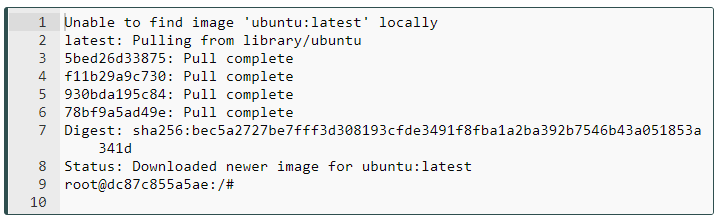 1 Unable to find image 'ubuntu:latest' locally
2 latest: Pulling from library/ubuntu
3 5bed26d33875: Pull complete
4 f11b29a9c730: Pull complete
5 930bda195c84: Pull complete
6 78bf9a5ad49e: Pull complete
7 Digest: sha256:bec5a2727be7fff3d308193cfde3491f8fba1a2ba392b7546b43a051853a
341d
8 Status: Downloaded newer image for ubuntu:latest
9 root@dc87c855a5ae:/#
10